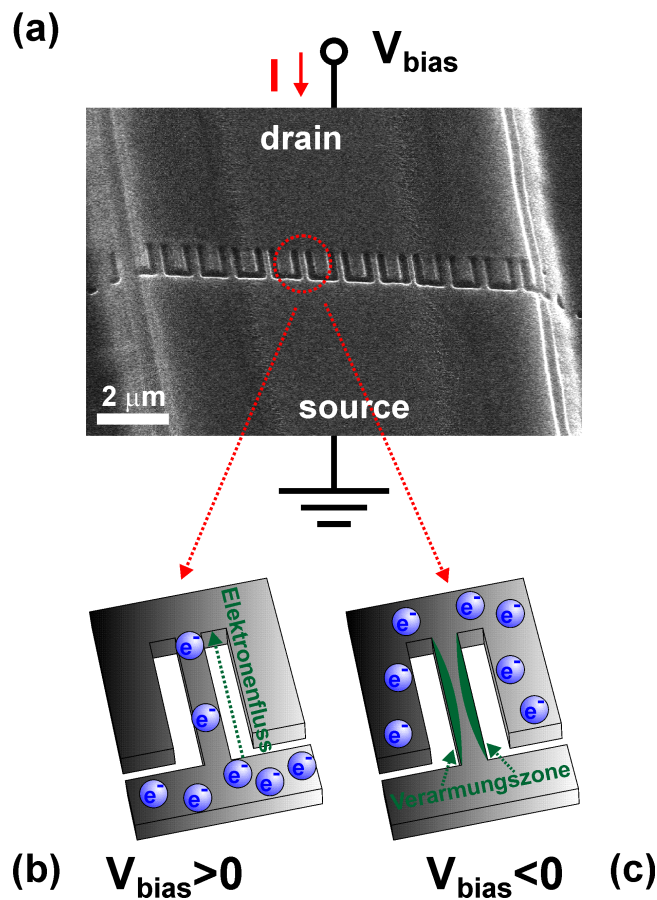 (a)
V_bias
I
drain
2 μm
source
Elektronenfluss
e-
e-
e-
e-
e-
e-
e-
e-
e-
e-
e-
e-
e-
Verarmungszone
(b) V_bias>0
V_bias<0 (c)